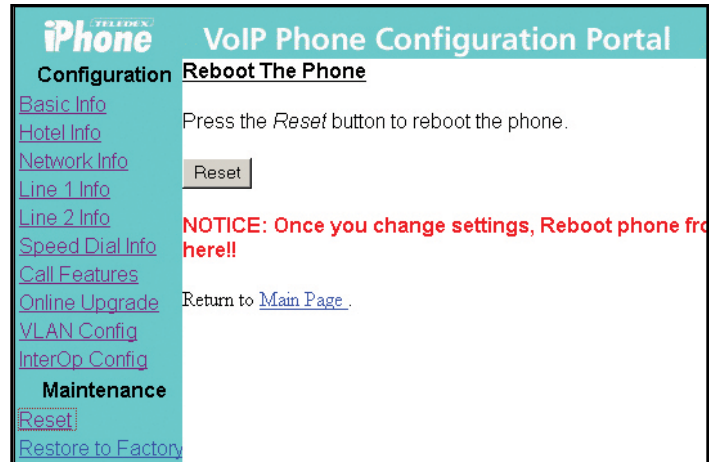 TELEDEX
iPhone
VoIP Phone Configuration Portal
Configuration
Basic Info
Hotel Info
Network Info
Line 1 Info
Line 2 Info
Speed Dial Info
Call Features
Online Upgrade
VLAN Config
InterOp Config
Maintenance
Reset
Restore to Factory
Reboot The Phone
Press the Reset button to reboot the phone.
Reset
NOTICE: Once you change settings, Reboot phone fro
here!!
Return to Main Page .